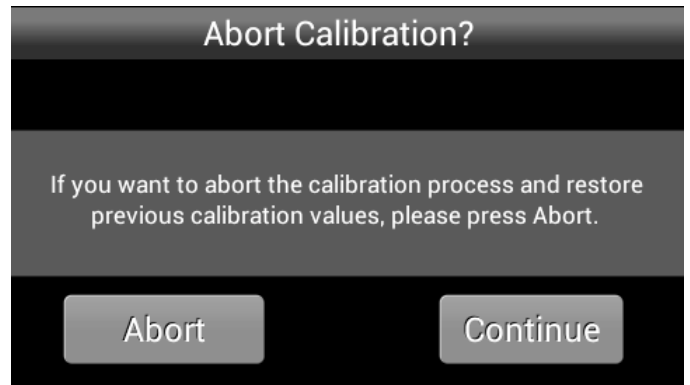 Abort Calibration?
If you want to abort the calibration process and restore
previous calibration values, please press Abort.
Abort
Continue